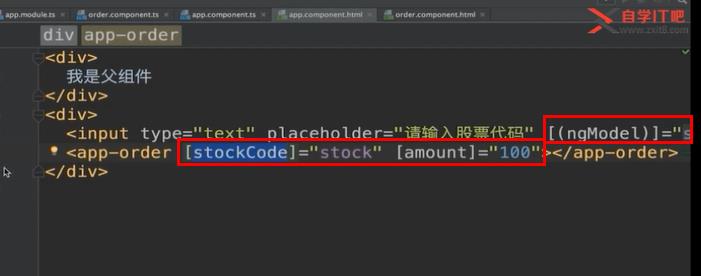 app.module.ts order.component.ts app.component.ts app.component.html order.component.html
自学IT吧
www.zxit8.com
div app-order
<div>
我是父组件
</div>
<div>
<input type="text" placeholder="请输入股票代码" [(ngModel)]="s
<app-order [stockCode]="stock" [amount]="100"></app-order>
</div>